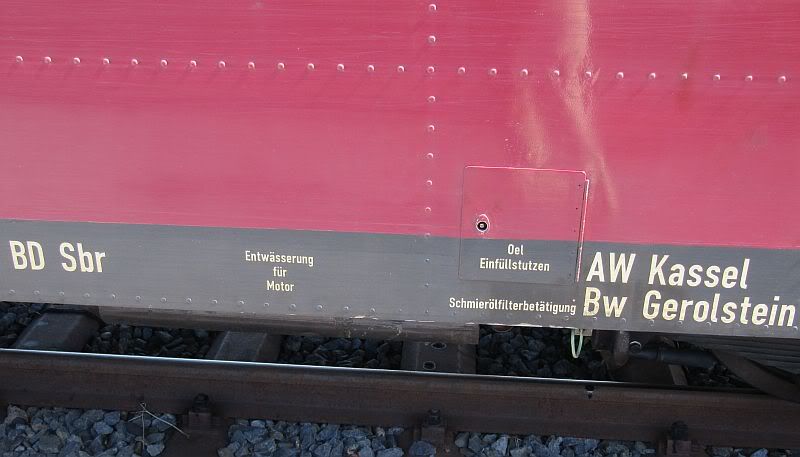 BD Sbr
Entwässerung
für
Motor
Oel
Einfüllstutzen
Schmierölfilterbetätigung
AW Kassel
Bw Gerolstein